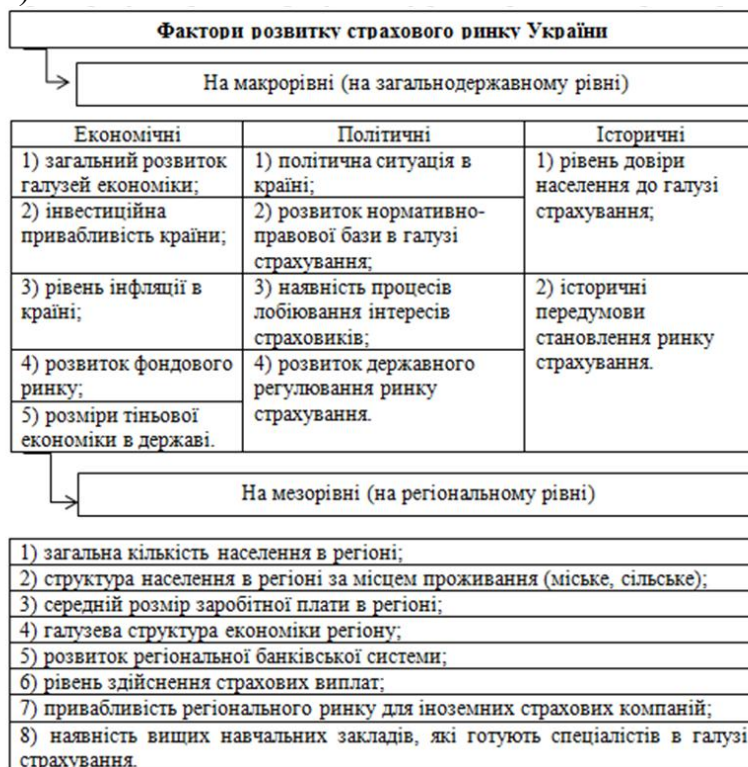 )
Фактори розвитку страхового ринку України
На макрорівні (на загальнодержавному рівні)
Економічні
1) загальний розвиток
галузей економіки;
2) інвестиційна
привабливість країни;
3) рівень інфляції в
країні;
4) розвиток фондового
ринку;
5) розміри тіньової
економіки в державі.
Політичні
1) політична ситуація в
країні;
2) розвиток нормативно-
правової бази в галузі
страхування;
3) наявність процесів
лобіювання інтересів
страховиків;
4) розвиток державного
регулювання ринку
страхування.
Історичні
1) рівень довіри
населення до галузі
страхування;
2) історичні
передумови
становлення ринку
страхування.
На мезорівні (на регіональному рівні)
1) загальна кількість населення в регіоні;
2) структура населення в регіоні за місцем проживання (міське, сільське);
3) середній розмір заробітної плати в регіоні;
4) галузева структура економіки регіону;
5) розвиток регіональної банківської системи;
6) рівень здійснення страхових виплат;
7) привабливість регіонального ринку для іноземних страхових компаній;
8) наявність вищих навчальних закладів, які готують спеціалістів в галузі
страхування.